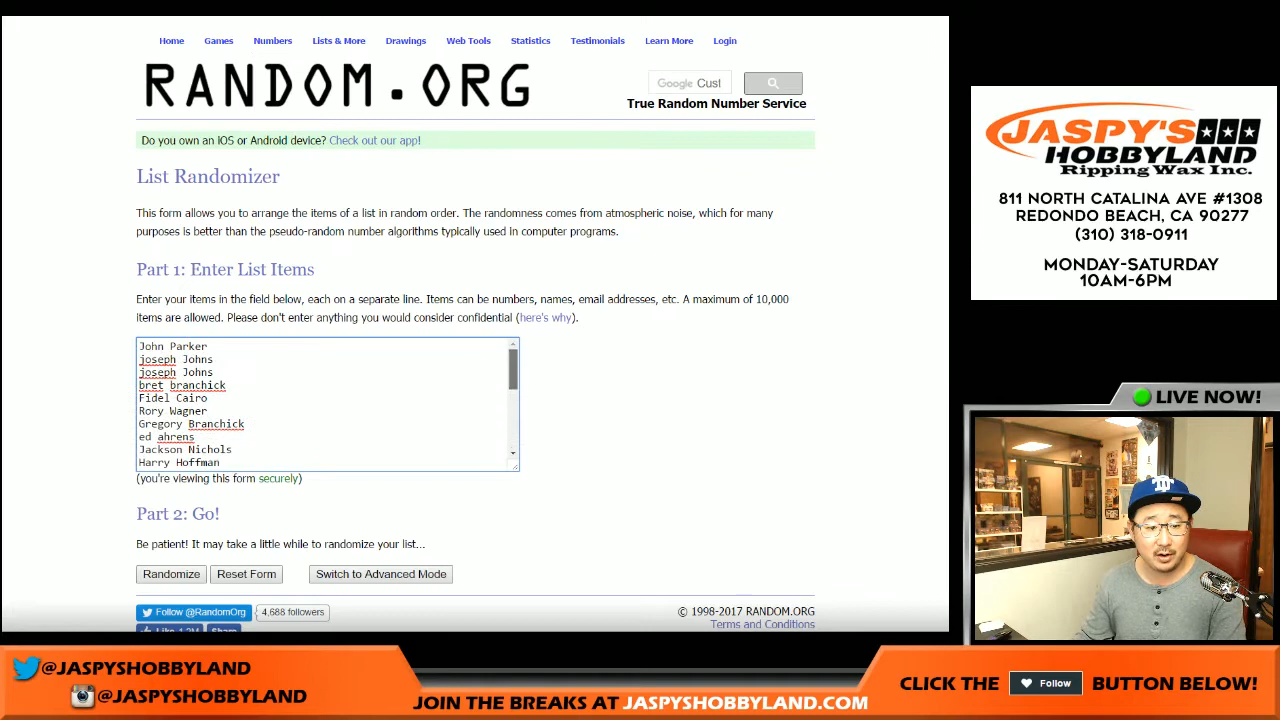 Home Games Numbers Lists & More Drawings Web Tools Statistics Testimonials Learn More Login
RANDOM.ORG
Google Cust
True Random Number Service
Do you own an iOS or Android device? Check out our app!
List Randomizer
This form allows you to arrange the items of a list in random order. The randomness comes from atmospheric noise, which for many
purposes is better than the pseudo-random number algorithms typically used in computer programs.
Part 1: Enter List Items
Enter your items in the field below, each on a separate line. Items can be numbers, names, email addresses, etc. A maximum of 10,000
items are allowed. Please don't enter anything you would consider confidential (here's why).
John Parker
joseph Johns
joseph Johns
bret branchick
Fidel Cairo
Rory Wagner
Gregory Branchick
ed ahrens
Jackson Nichols
Harry Hoffman
(you're viewing this form securely)
Part 2: Go!
Be patient! It may take a little while to randomize your list...
Randomize Reset Form Switch to Advanced Mode
Follow @RandomOrg 4,688 followers
© 1998-2017 RANDOM.ORG
Like 1.2M Share
Terms and Conditions
JASPY'S
HOBBYLAND
Ripping Wax Inc.
811 NORTH CATALINA AVE #1308
REDONDO BEACH, CA 90277
(310) 318-0911
MONDAY-SATURDAY
10AM-6PM
LIVE NOW!
@JASPYSHOBBYLAND
@JASPYSHOBBYLAND
JOIN THE BREAKS AT JASPYSHOBBYLAND.COM
CLICK THE Follow BUTTON BELOW!